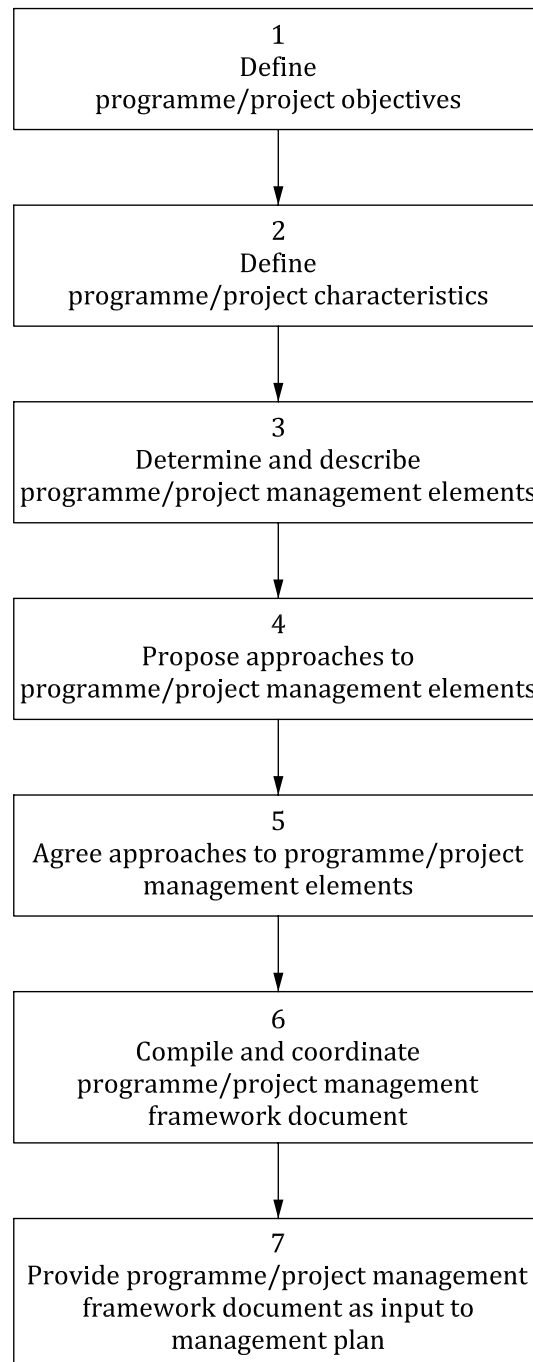 1
Define
programme/project objectives
2
Define
programme/project characteristics
3
Determine and describe
programme/project management elements
4
Propose approaches to
programme/project management elements
5
Agree approaches to programme/project
management elements
6
Compile and coordinate
programme/project management
framework document
7
Provide programme/project management
framework document as input to
management plan